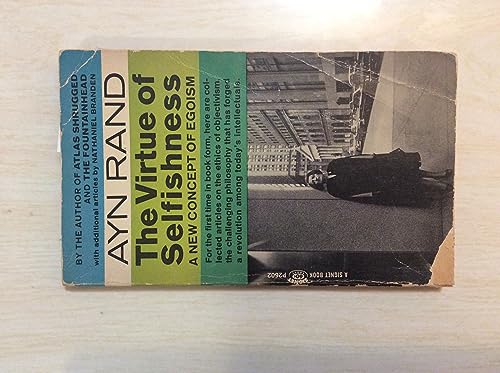 BY THE AUTHOR OF ATLAS SHRUGGED
AND THE FOUNTAINHEAD
with additional articles by NATHANIEL BRANDEN
AYN RAND
The Virtue of
Selfishness
A NEW CONCEPT OF EGOISM
For the first time in book form, here are col-
lected articles on the ethics of objectivism,
the challenging philosophy that has forged
a revolution among today's intellectuals.
A SIGNET BOOK
P2602